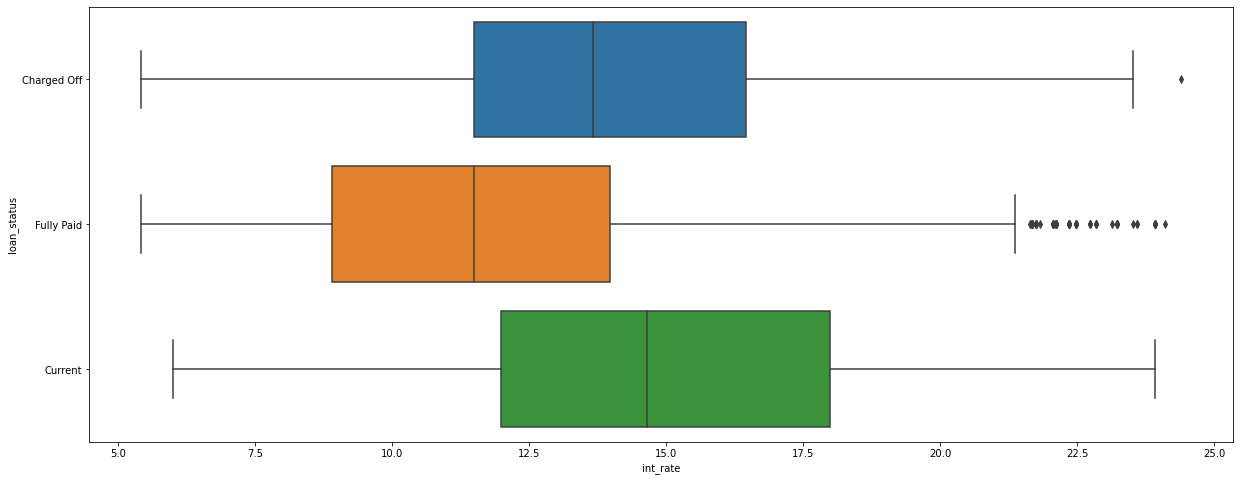 Charged Off
Fully Paid
Current
loan_status
5.0 7.5 10.0 12.5 15.0 17.5 20.0 22.5 25.0
int_rate